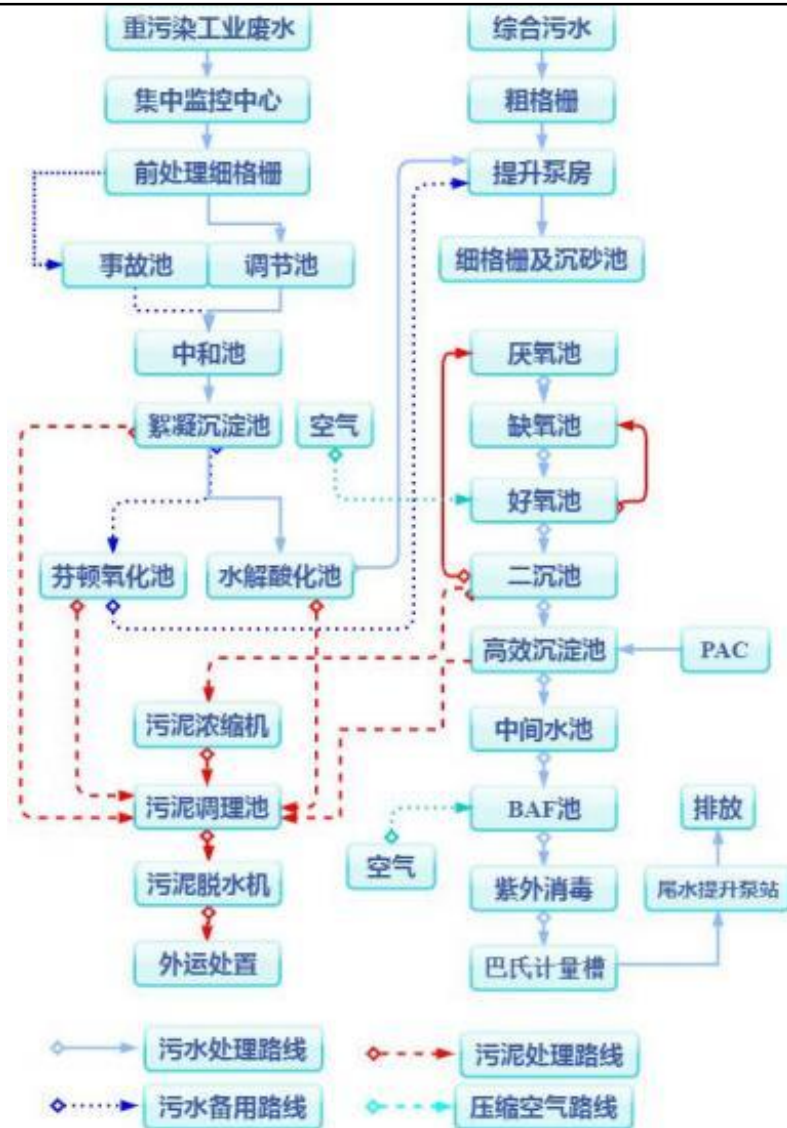 重污染工业废水
综合污水
集中监控中心
粗格栅
前处理细格栅
提升泵房
事故池
调节池
细格栅及沉砂池
中和池
厌氧池
絮凝沉淀池
空气
缺氧池
好氧池
芬顿氧化池
水解酸化池
二沉池
高效沉淀池
PAC
污泥浓缩机
中间水池
污泥调理池
BAF池
排放
空气
污泥脱水机
紫外消毒
尾水提升泵站
外运处置
巴氏计量槽
污水处理路线
污泥处理路线
污水备用路线
压缩空气路线